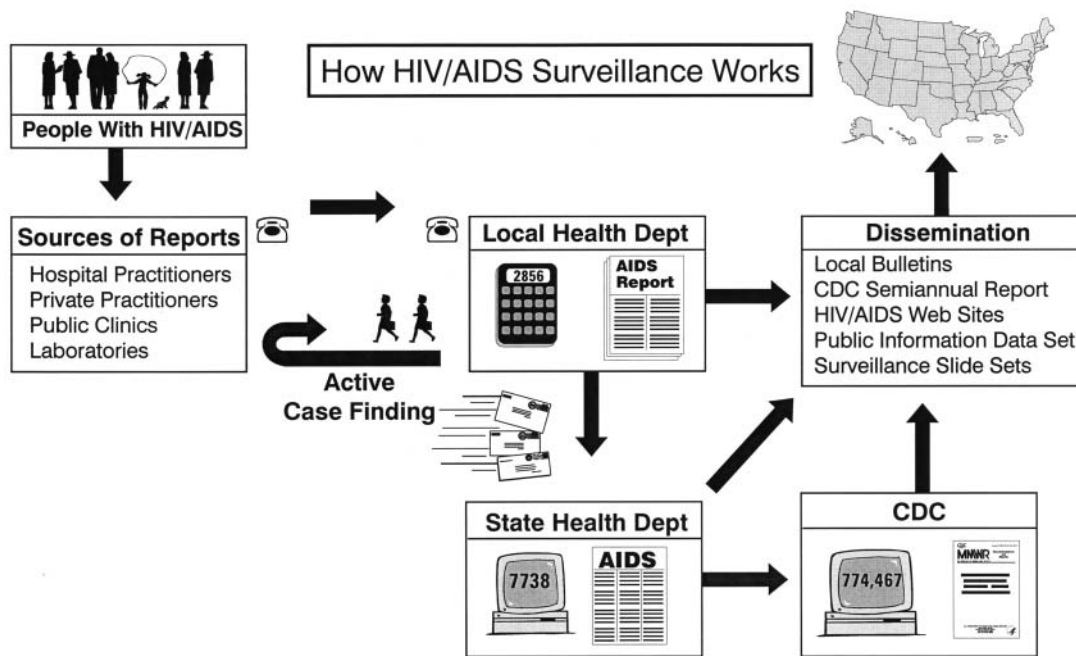 How HIV/AIDS Surveillance Works
People With HIV/AIDS
Sources of Reports
Hospital Practitioners
Private Practitioners
Public Clinics
Laboratories
Active
Case Finding
Local Health Dept
2856
AIDS
Report
State Health Dept
7738
AIDS
CDC
774,467
MMWR
Dissemination
Local Bulletins
CDC Semiannual Report
HIV/AIDS Web Sites
Public Information Data Set
Surveillance Slide Sets